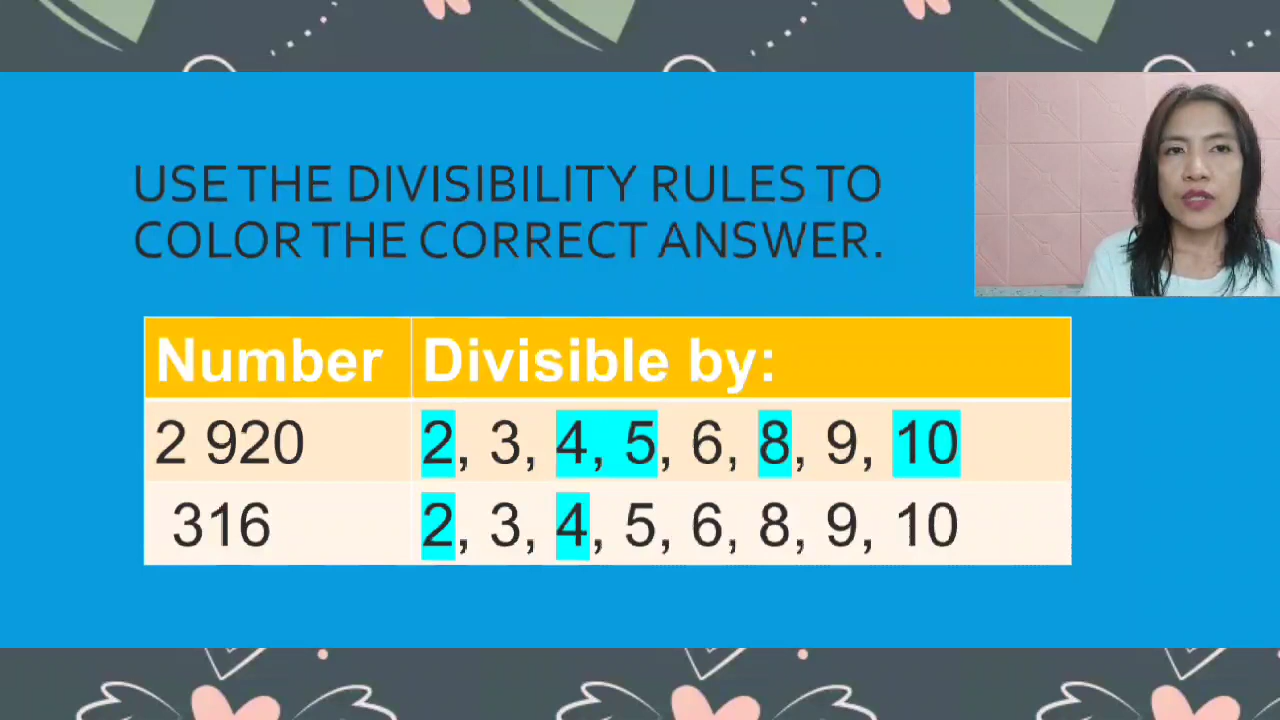 USE THE DIVISIBILITY RULES TO
COLOR THE CORRECT ANSWER.
Number Divisible by:
2 920 2, 3, 4, 5, 6, 8, 9, 10
316 2, 3, 4, 5, 6, 8, 9, 10